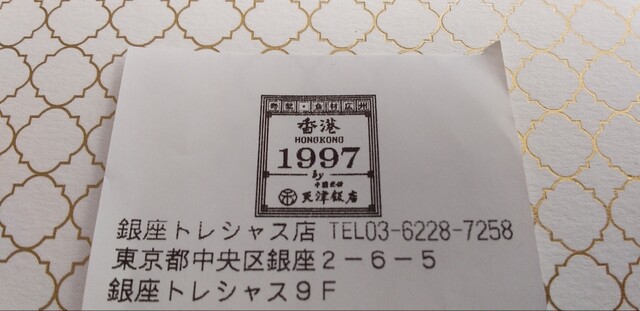 香港
HONGKONG
1997
by
天津飯店
銀座トレシャス店 TEL03-6228-7258
東京都中央区銀座2-6-5
銀座トレシャス9F